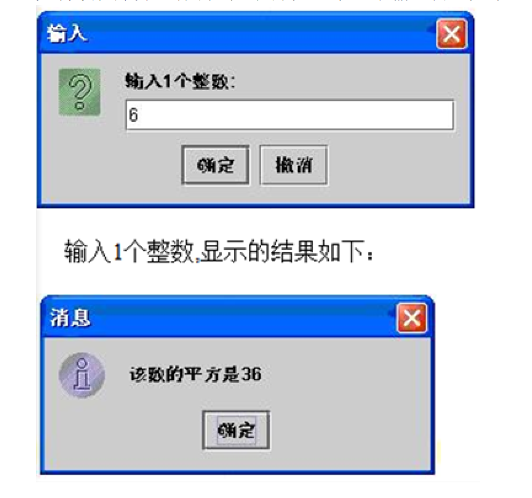 输入
输入1个整数:
6
确定 撤消
输入1个整数,显示的结果如下：
消息
该数的平方是36
确定